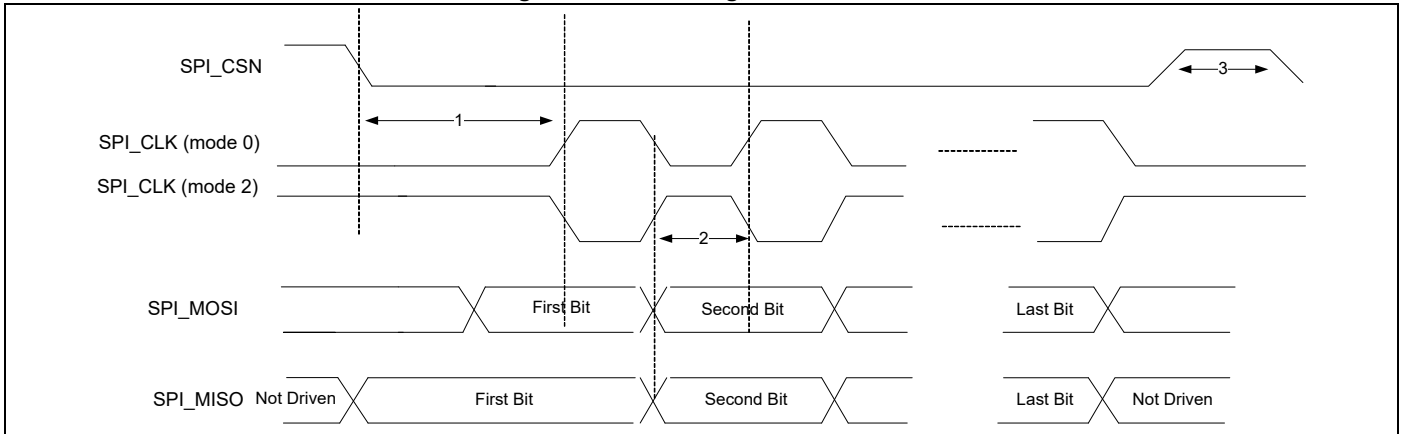 SPI_CSN
3
1
SPI_CLK (mode 0)
SPI_CLK (mode 2)
2
SPI_MOSI First Bit Second Bit Last Bit
SPI_MISO Not Driven First Bit Second Bit Last Bit Not Driven